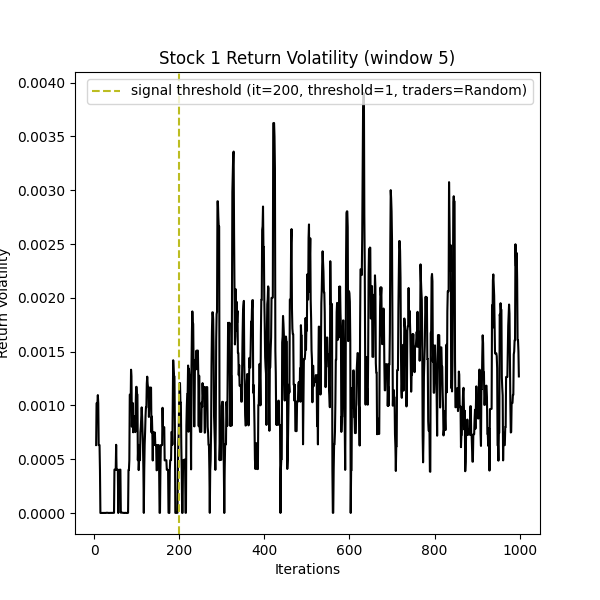 Stock 1 Return Volatility (window 5)
signal threshold (it=200, threshold=1, traders=Random)
0.0040
0.0035
0.0030
0.0025
0.0020
0.0015
0.0010
0.0005
0.0000
Return Volatility
0 200 400 600 800 1000
Iterations